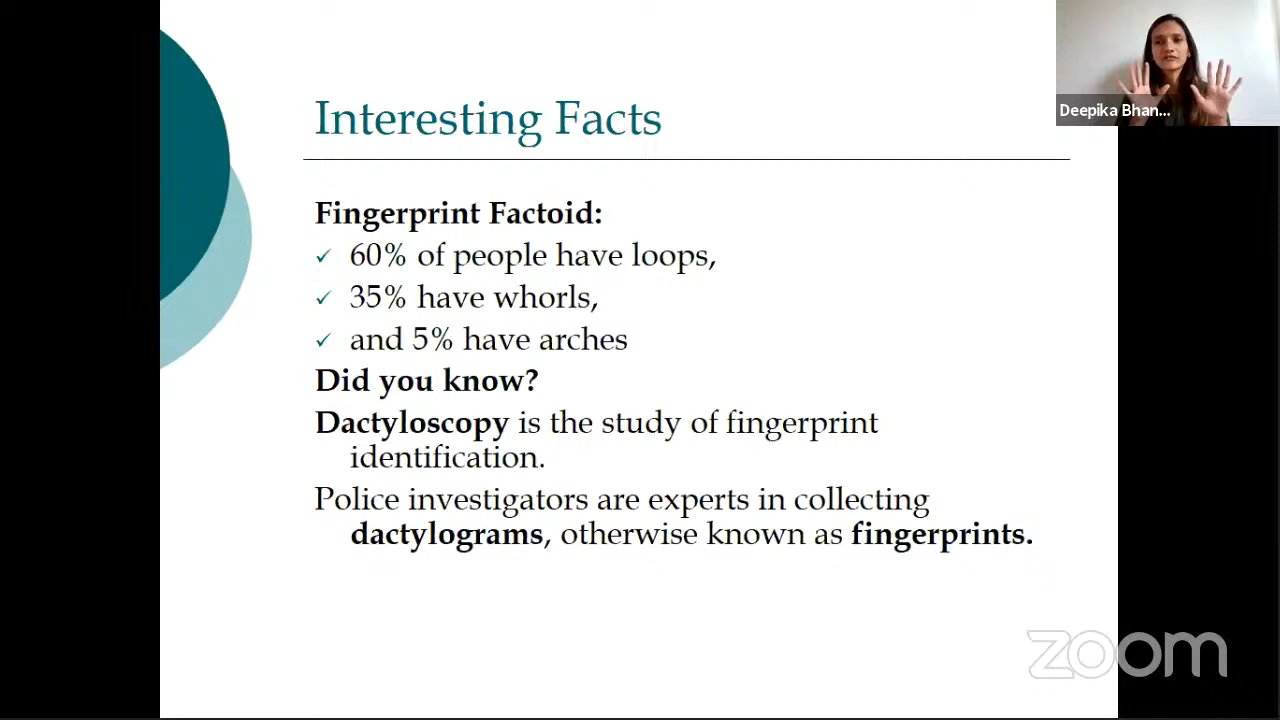 Interesting Facts
Deepika Bhan...
Fingerprint Factoid:
✓ 60% of people have loops,
✓ 35% have whorls,
✓ and 5% have arches
Did you know?
Dactyloscopy is the study of fingerprint
identification.
Police investigators are experts in collecting
dactylograms, otherwise known as fingerprints.
zoom